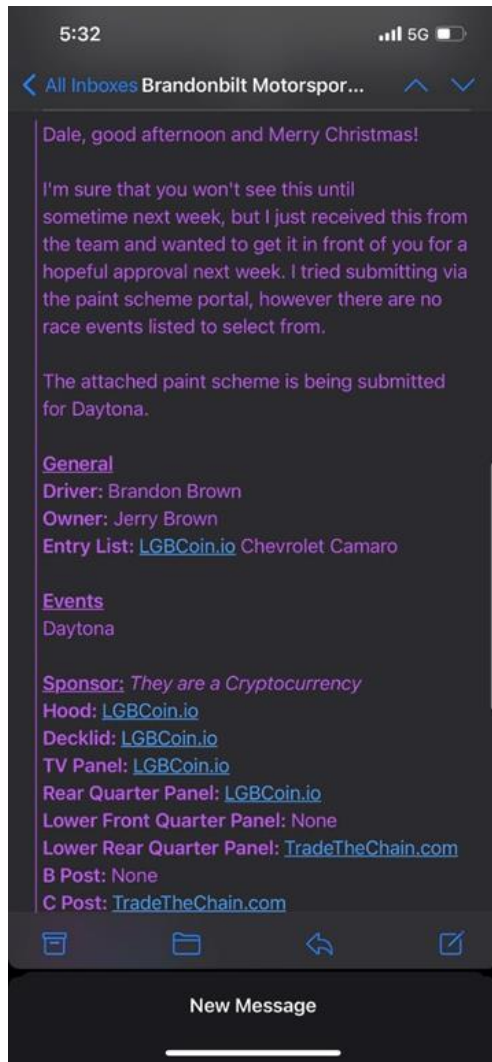 5:32
5G
All Inboxes Brandonbilt Motorspor...
Dale, good afternoon and Merry Christmas!
I'm sure that you won't see this until
sometime next week, but I just received this from
the team and wanted to get it in front of you for a
hopeful approval next week. I tried submitting via
the paint scheme portal, however there are no
race events listed to select from.
The attached paint scheme is being submitted
for Daytona.
General
Driver: Brandon Brown
Owner: Jerry Brown
Entry List: LGBCoin.io Chevrolet Camaro
Events
Daytona
Sponsor: They are a Cryptocurrency
Hood: LGBCoin.io
Decklid: LGBCoin.io
TV Panel: LGBCoin.io
Rear Quarter Panel: LGBCoin.io
Lower Front Quarter Panel: None
Lower Rear Quarter Panel: TradeTheChain.com
B Post: None
C Post: TradeTheChain.com
New Message